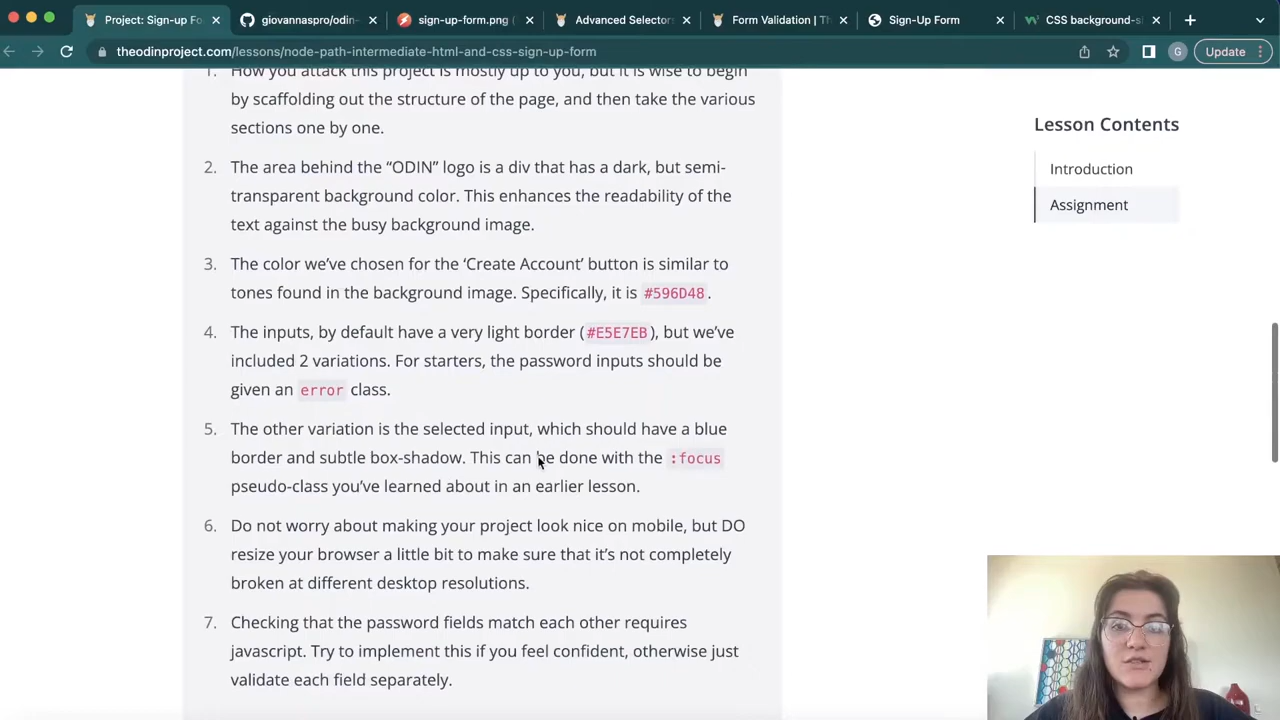 Project: Sign-up Fo
giovannaspro/odin-
sign-up-form.png (
Advanced Selectors
Form Validation | Th
Sign-Up Form
CSS background-s
theodinproject.com/lessons/node-path-intermediate-html-and-css-sign-up-form
G
Update
1. How you attack this project is mostly up to you, but it is wise to begin
by scaffolding out the structure of the page, and then take the various
sections one by one.
2. The area behind the “ODIN” logo is a div that has a dark, but semi-
transparent background color. This enhances the readability of the
text against the busy background image.
3. The color we’ve chosen for the ‘Create Account’ button is similar to
tones found in the background image. Specifically, it is #596D48.
4. The inputs, by default have a very light border (#E5E7EB), but we’ve
included 2 variations. For starters, the password inputs should be
given an error class.
5. The other variation is the selected input, which should have a blue
border and subtle box-shadow. This can be done with the :focus
pseudo-class you’ve learned about in an earlier lesson.
6. Do not worry about making your project look nice on mobile, but DO
resize your browser a little bit to make sure that it’s not completely
broken at different desktop resolutions.
7. Checking that the password fields match each other requires
javascript. Try to implement this if you feel confident, otherwise just
validate each field separately.
Lesson Contents
Introduction
Assignment